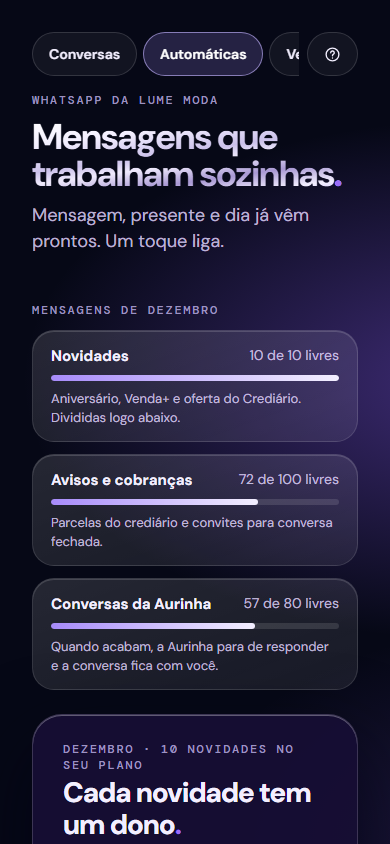 Conversas
Automáticas
Ve
WHATSAPP DA LUME MODA
Mensagens que
trabalham sozinhas.
Mensagem, presente e dia já vêm
prontos. Um toque liga.
MENSAGENS DE DEZEMBRO
Novidades
10 de 10 livres
Aniversário, Venda+ e oferta do Crediário.
Divididas logo abaixo.
Avisos e cobranças
72 de 100 livres
Parcelas do crediário e convites para conversa
fechada.
Conversas da Aurinha
57 de 80 livres
Quando acabam, a Aurinha para de responder
e a conversa fica com você.
DEZEMBRO · 10 NOVIDADES NO
SEU PLANO
Cada novidade tem
um dono.